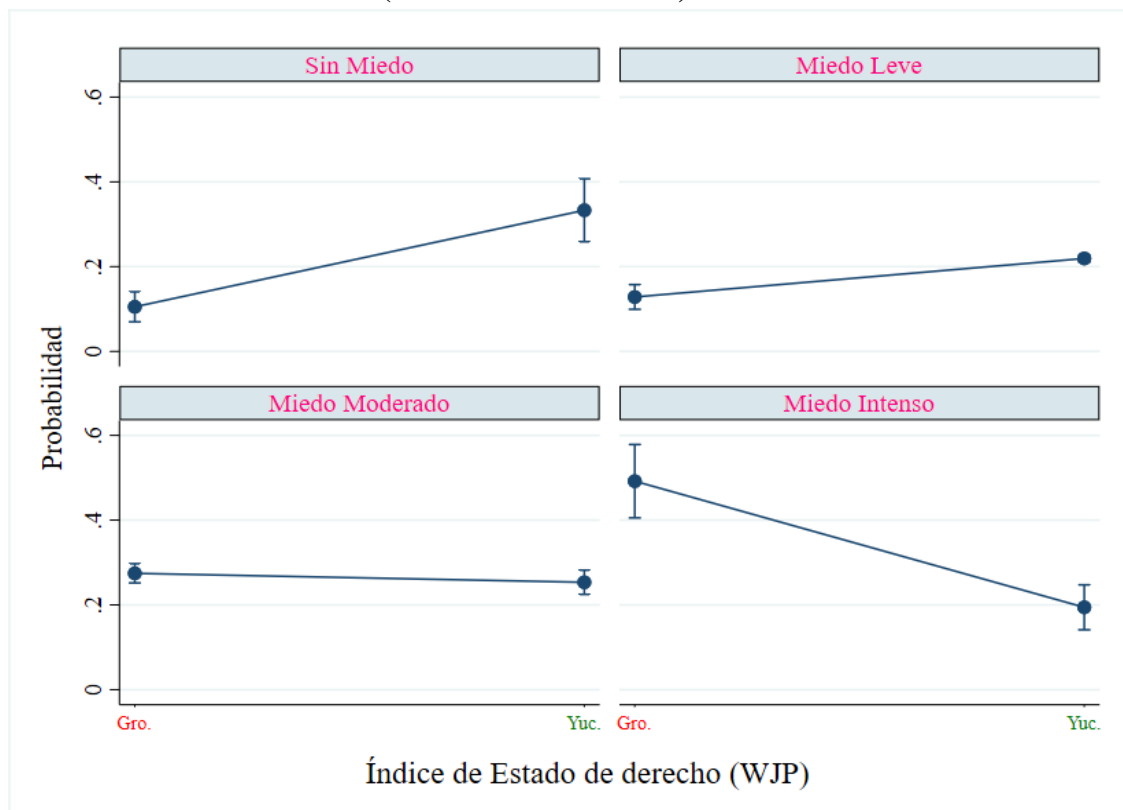 Sin Miedo
Miedo Leve
.6
.4
.2
0
Miedo Moderado
Miedo Intenso
.6
.4
.2
0
Probabilidad
Gro.
Yuc.
Gro.
Yuc.
Índice de Estado de derecho (WJP)